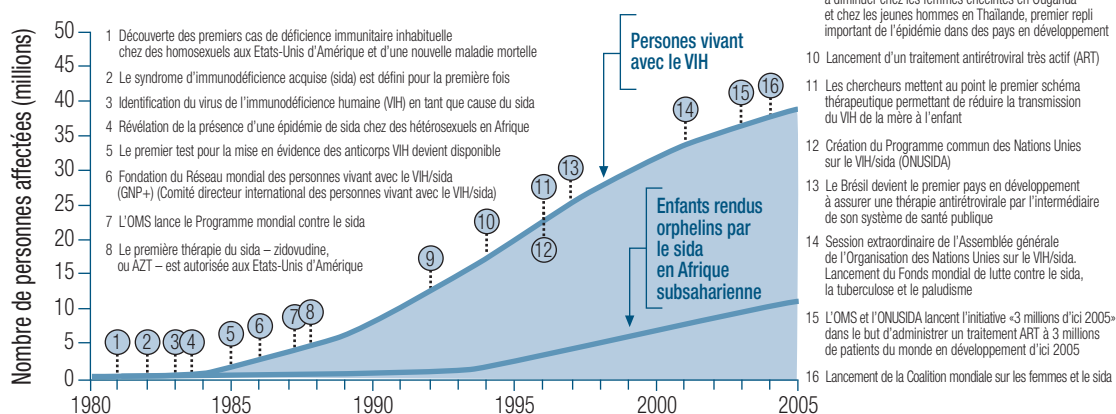 Nombre de personnes affectées (millions)
50
45
40
35
30
25
20
15
10
5
0
1980
1985
1990
1995
2000
2005
1 Découverte des premiers cas de déficience immunitaire inhabituelle
chez des homosexuels aux Etats-Unis d'Amérique et d'une nouvelle maladie mortelle
2 Le syndrome d'immunodéficience acquise (sida) est défini pour la première fois
3 Identification du virus de l'immunodéficience humaine (VIH) en tant que cause du sida
4 Révélation de la présence d'une épidémie de sida chez des hétérosexuels en Afrique
5 Le premier test pour la mise en évidence des anticorps VIH devient disponible
6 Fondation du Réseau mondial des personnes vivant avec le VIH/sida
(GNP+) (Comité directeur international des personnes vivant avec le VIH/sida)
7 L'OMS lance le Programme mondial contre le sida
8 Le première thérapie du sida – zidovudine,
ou AZT – est autorisée aux Etats-Unis d'Amérique
1
2
3
4
5
6
7
8
9
10
11
12
13
14
15
16
Persones vivant
avec le VIH
Enfants rendus
orphelins par
le sida
en Afrique
subsaharienne
et chez les jeunes hommes en Thaïlande, premier repli
important de l'épidémie dans des pays en développement
10 Lancement d'un traitement antirétroviral très actif (ART)
11 Les chercheurs mettent au point le premier schéma
thérapeutique permettant de réduire la transmission
du VIH de la mère à l'enfant
12 Création du Programme commun des Nations Unies
sur le VIH/sida (ONUSIDA)
13 Le Brésil devient le premier pays en développement
à assurer une thérapie antirétrovirale par l'intermédiaire
de son système de santé publique
14 Session extraordinaire de l'Assemblée générale
de l'Organisation des Nations Unies sur le VIH/sida.
Lancement du Fonds mondial de lutte contre le sida,
la tuberculose et le paludisme
15 L'OMS et l'ONUSIDA lancent l'initiative «3 millions d'ici 2005»
dans le but d'administrer un traitement ART à 3 millions
de patients du monde en développement d'ici 2005
16 Lancement de la Coalition mondiale sur les femmes et le sida